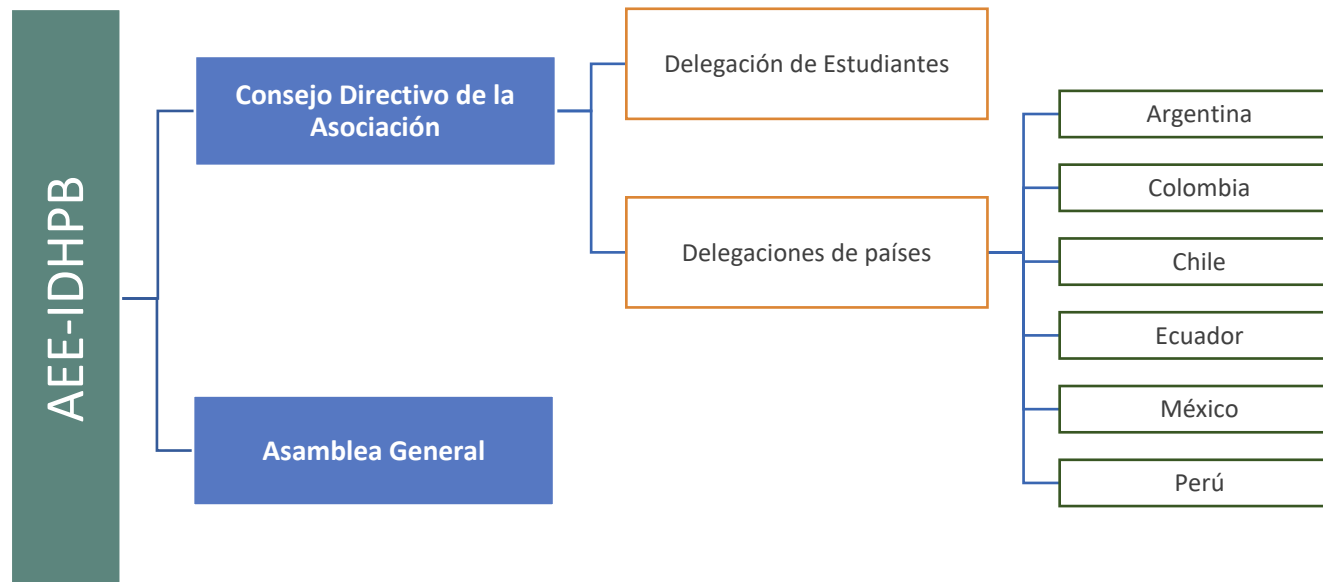 AEE-IDHPB
Consejo Directivo de la
Asociación
Asamblea General
Delegación de Estudiantes
Delegaciones de países
Argentina
Colombia
Chile
Ecuador
México
Perú